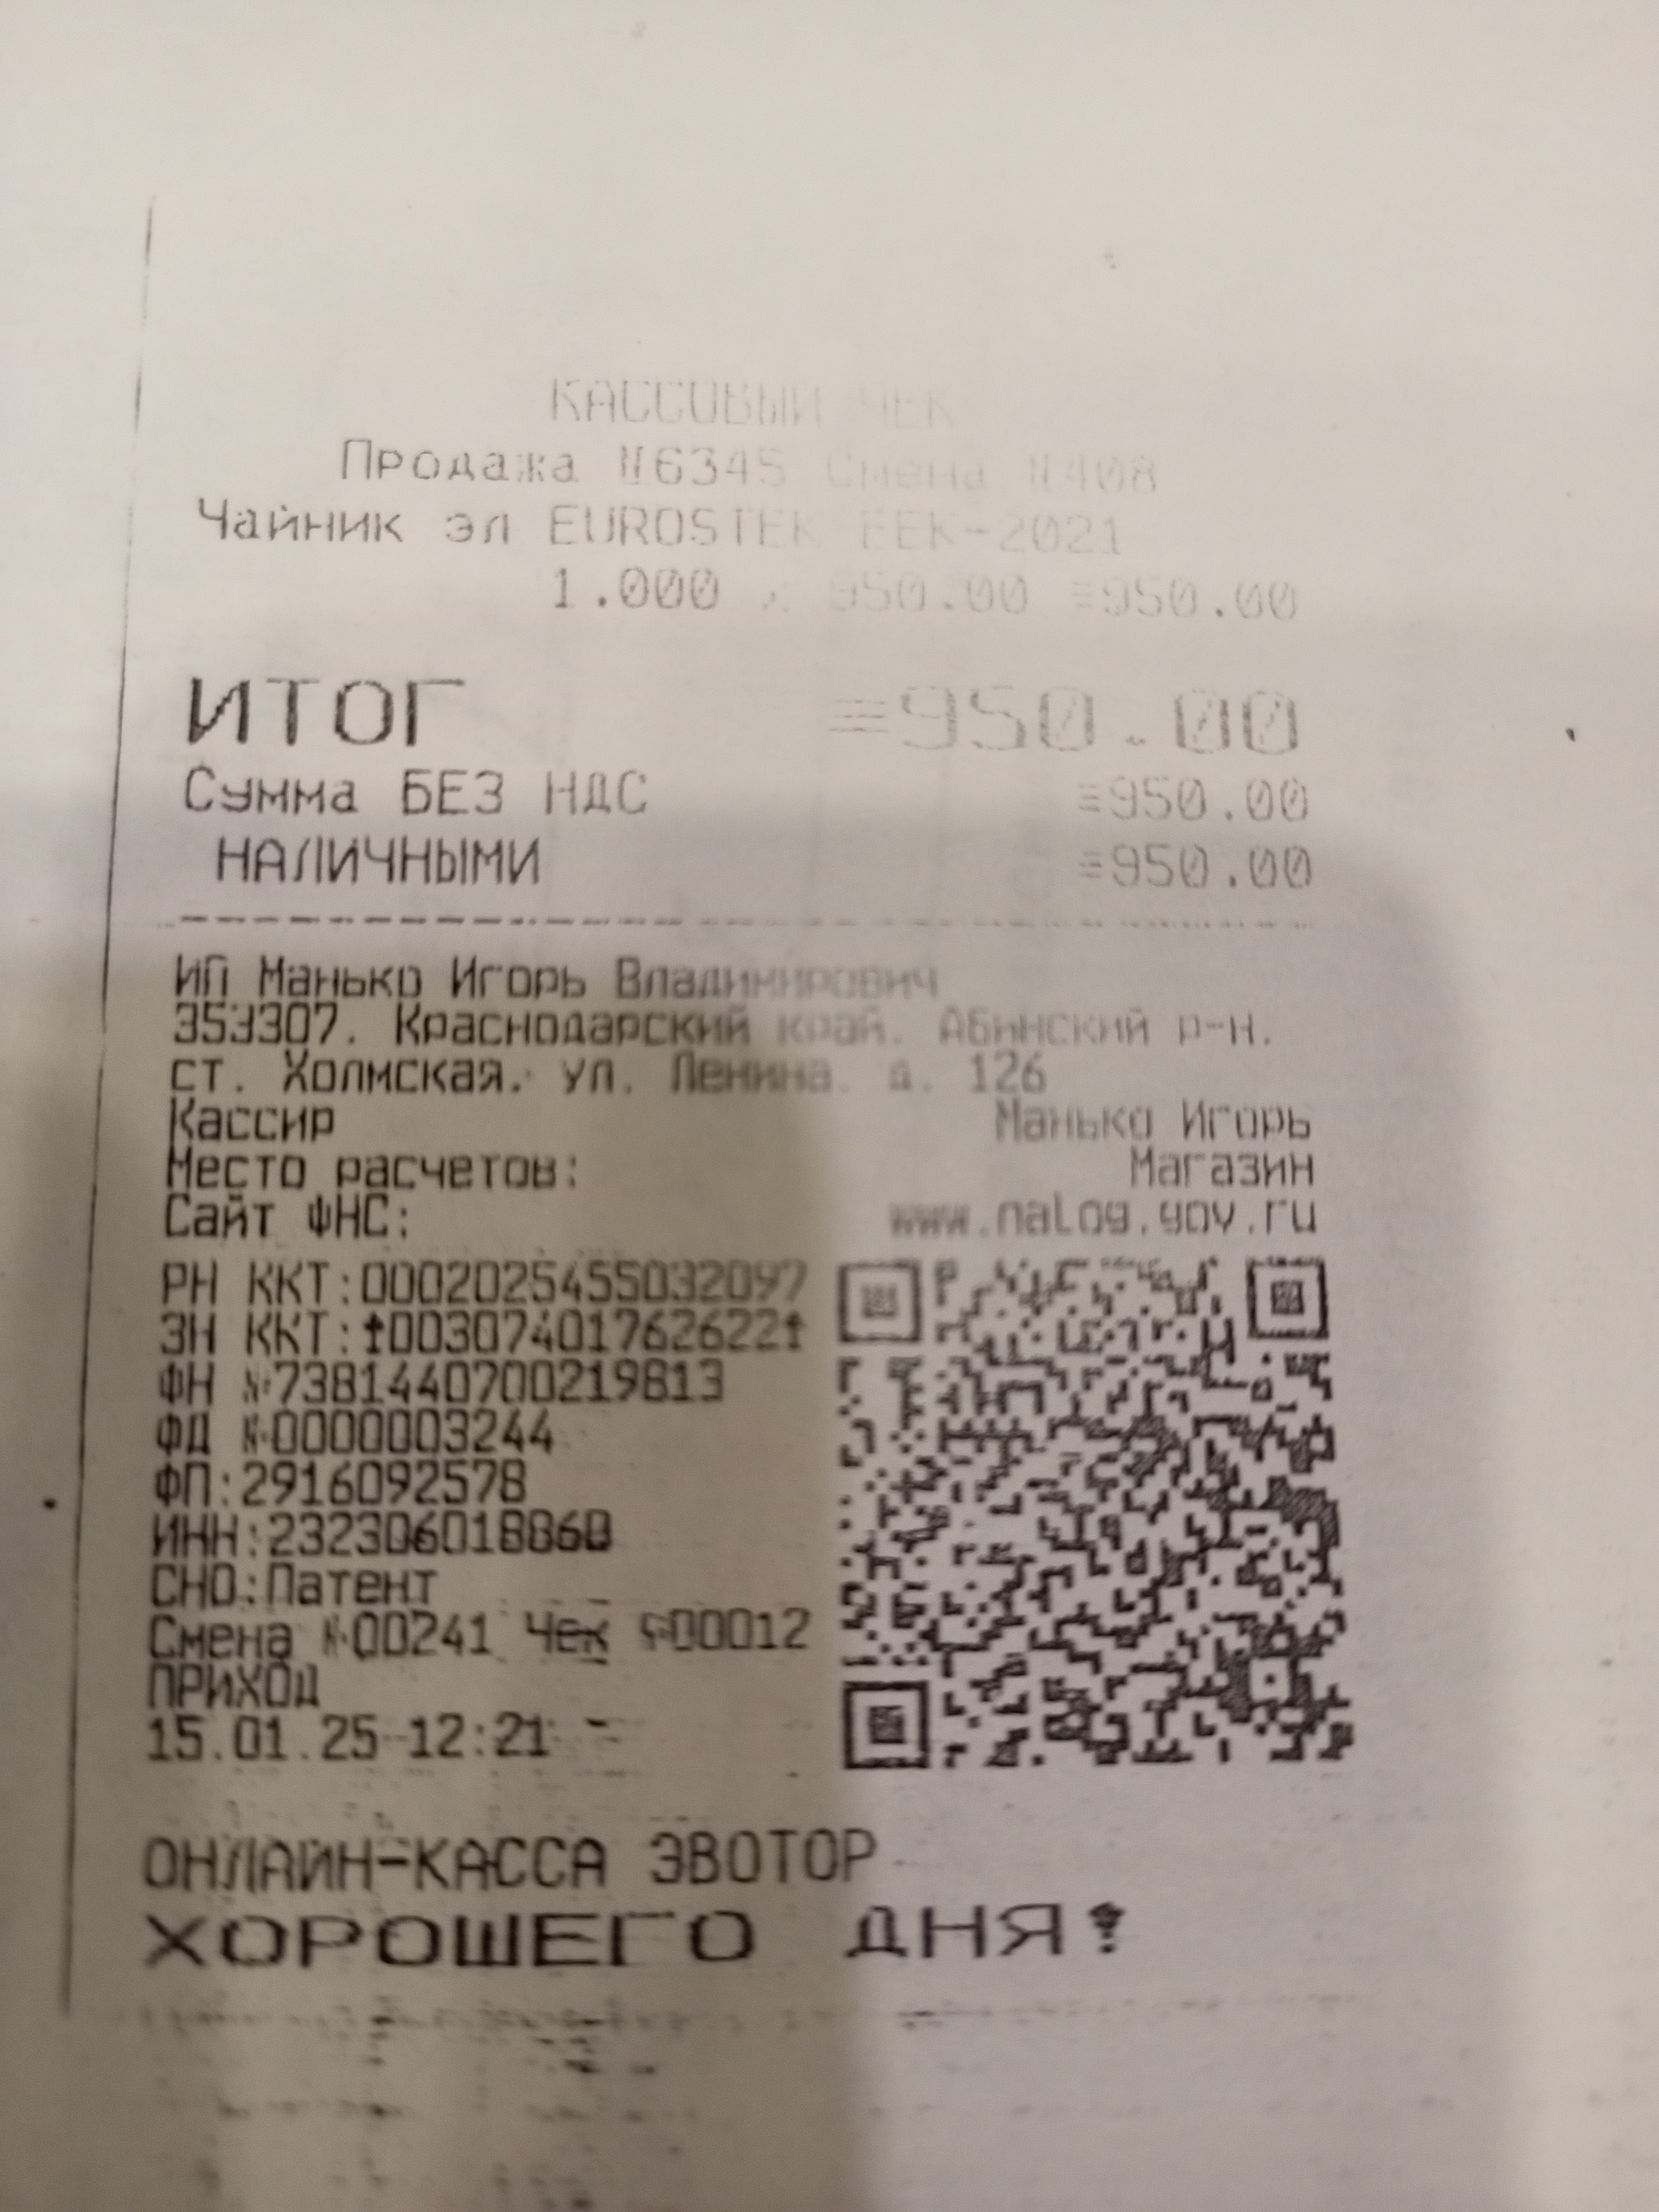 КАССОВЫЙ ЧЕК
Продажа №6345 Смена №408
Чайник эл EUROSTEK EEK-2021
1.000 x 950.00 ≡950.00
ИТОГ ≡950.00
Сумма БЕЗ НДС ≡950.00
НАЛИЧНЫМИ ≡950.00
ИП Манько Игорь Владимирович
353307. Краснодарский край. Абинский р-н.
ст. Холмская. ул. Ленина. д. 126
Кассир Манько Игорь
Место расчетов: Магазин
Сайт ФНС: www.nalog.gov.ru
РН ККТ:0002025455032097
ЗН ККТ:↑00307401762622↑
ФН №7381440700219813
ФД №0000003244
ФП:2916092578
ИНН:232306018868
СНО:Патент
Смена №00241 Чек №00012
ПРИХОД
15.01.25 12:21
ОНЛАЙН-КАССА ЭВОТОР
ХОРОШЕГО ДНЯ!